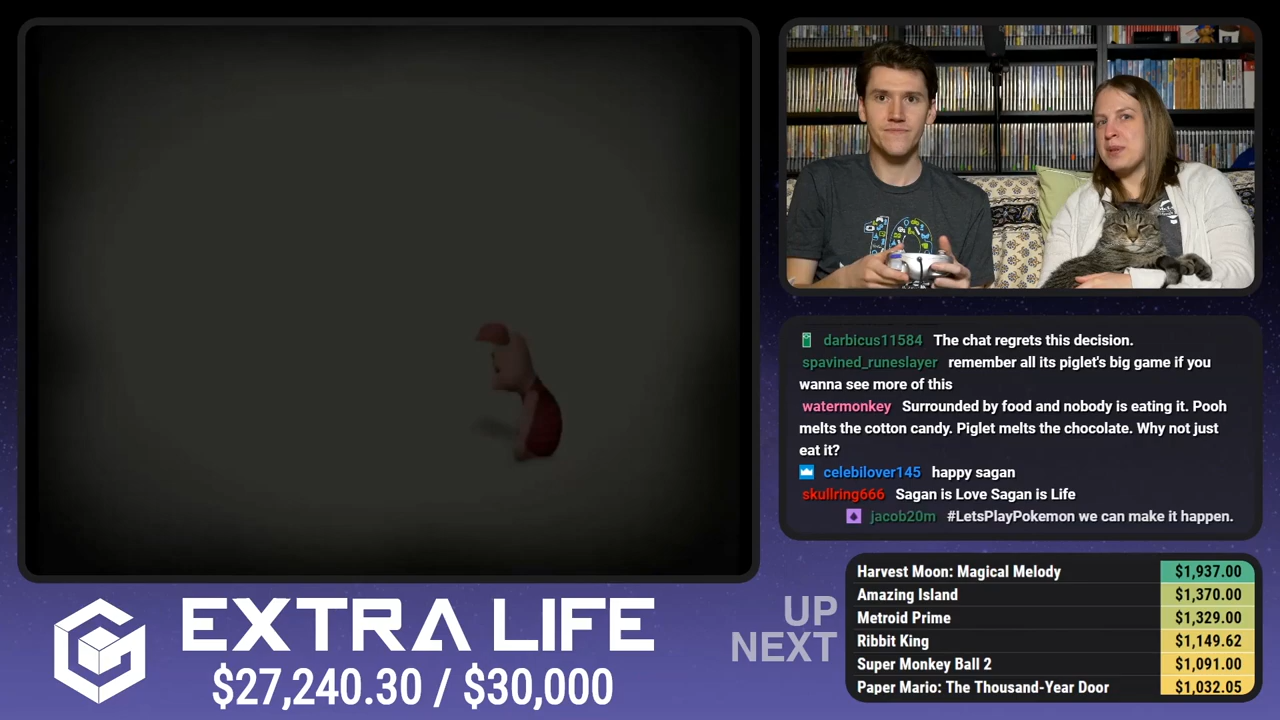 darbicus11584 The chat regrets this decision.
spavined_runeslayer remember all its piglet's big game if you
wanna see more of this
watermonkey Surrounded by food and nobody is eating it. Pooh
melts the cotton candy. Piglet melts the chocolate. Why not just
eat it?
celebilover145 happy sagan
skullring666 Sagan is Love Sagan is Life
jacob20m #LetsPlayPokemon we can make it happen.
EXTRA LIFE
$27,240.30 / $30,000
UP
NEXT
Harvest Moon: Magical Melody $1,937.00
Amazing Island $1,370.00
Metroid Prime $1,329.00
Ribbit King $1,149.62
Super Monkey Ball 2 $1,091.00
Paper Mario: The Thousand-Year Door $1,032.05